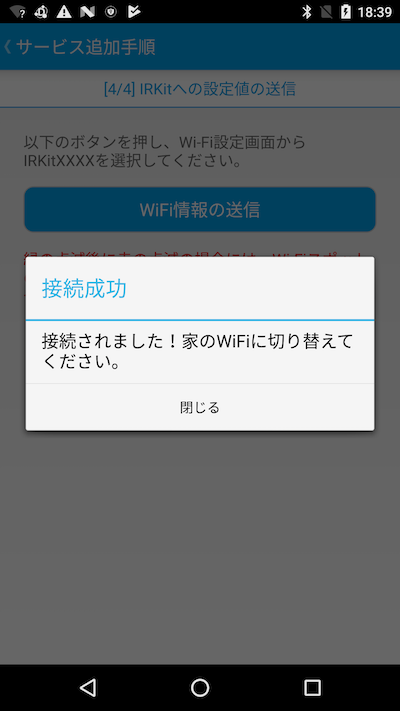 18:39
サービス追加手順
[4/4] IRKitへの設定値の送信
以下のボタンを押し、Wi-Fi設定画面から
IRKitXXXXを選択してください。
WiFi情報の送信
接続成功
接続されました！家のWiFiに切り替えて
ください。
閉じる